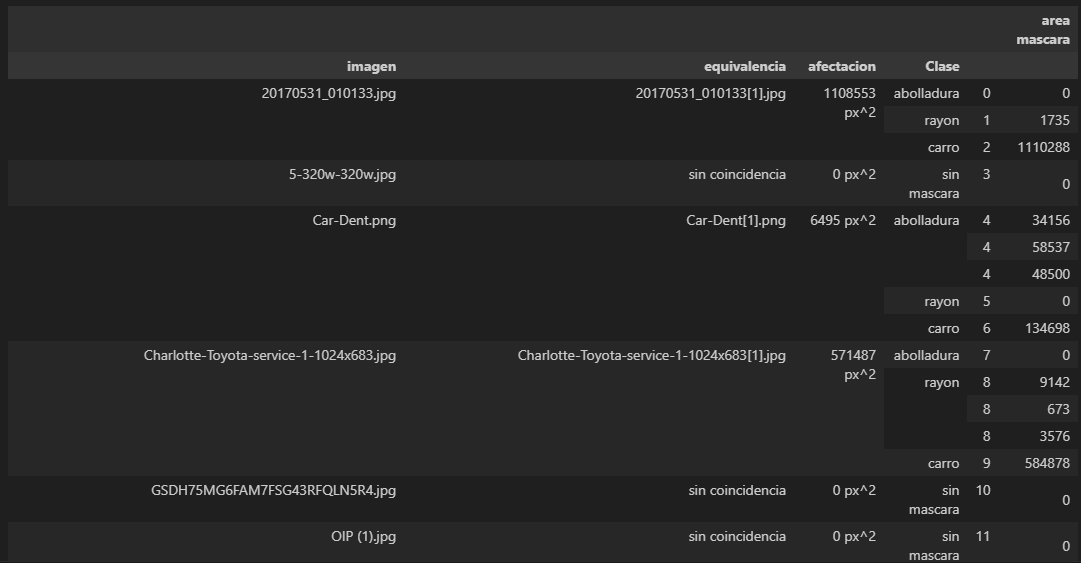 area
mascara
imagen equivalencia afectacion Clase
20170531_010133.jpg 20170531_010133[1].jpg 1108553 px^2 abolladura 0 0
rayon 1 1735
carro 2 1110288
5-320w-320w.jpg sin coincidencia 0 px^2 sin mascara 3 0
Car-Dent.png Car-Dent[1].png 6495 px^2 abolladura 4 34156
4 58537
4 48500
rayon 5 0
carro 6 134698
Charlotte-Toyota-service-1-1024x683.jpg Charlotte-Toyota-service-1-1024x683[1].jpg 571487 px^2 abolladura 7 0
rayon 8 9142
8 673
8 3576
carro 9 584878
GSDH75MG6FAM7FSG43RFQLN5R4.jpg sin coincidencia 0 px^2 sin mascara 10 0
OIP (1).jpg sin coincidencia 0 px^2 sin mascara 11 0